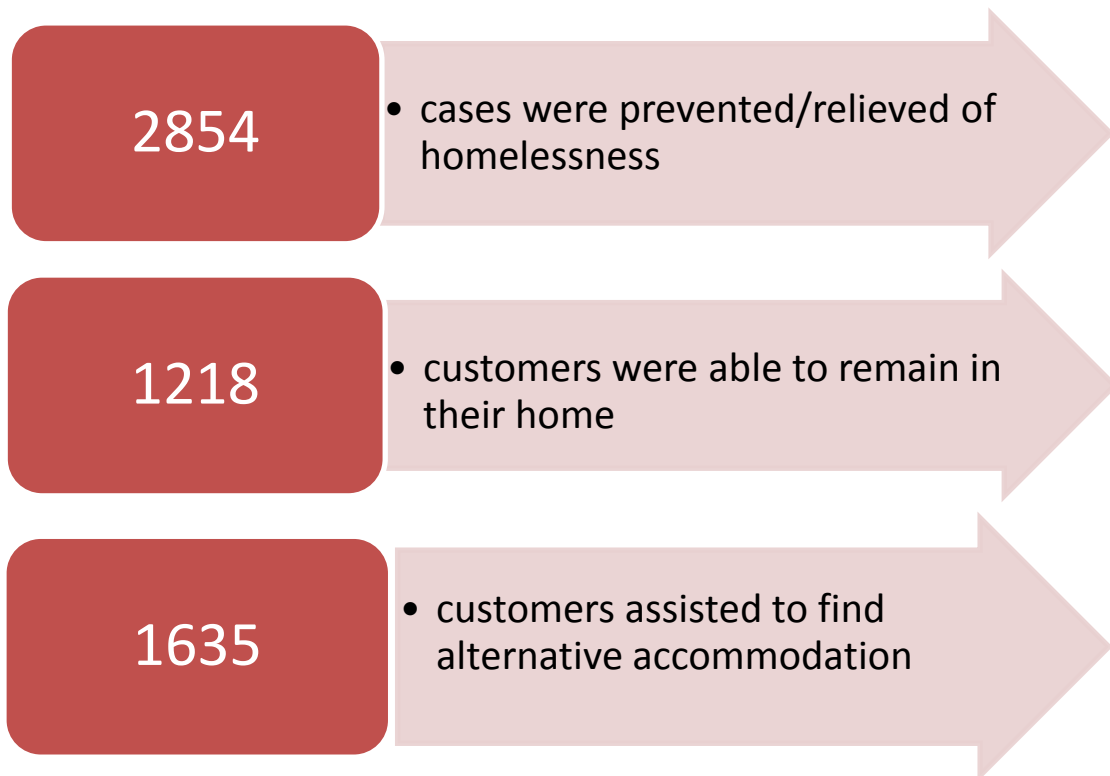 2854
• cases were prevented/relieved of
homelessness
1218
• customers were able to remain in
their home
1635
• customers assisted to find
alternative accommodation